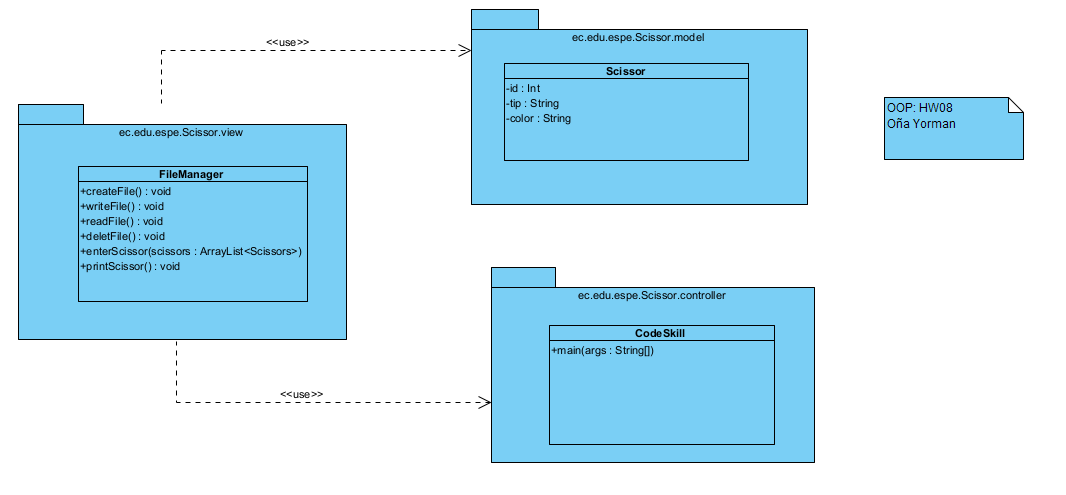 <<use>>
ec.edu.espe.Scissor.model
Scissor
-id : Int
-tip : String
-color : String
OOP: HW08
Oña Yorman
ec.edu.espe.Scissor.view
FileManager
+createFile() : void
+writeFile() : void
+readFile() : void
+deletFile() : void
+enterScissor(scissors : ArrayList<Scissors>)
+printScissor() : void
ec.edu.espe.Scissor.controller
CodeSkill
+main(args : String[])
<<use>>